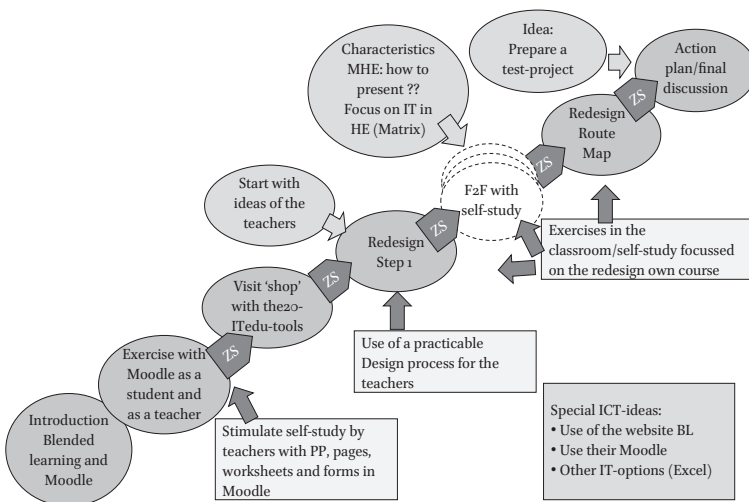 Idea:
Prepare a
test-project
Action
plan/final
discussion
Characteristics
MHE: how to
present ??
Focus on IT in
HE (Matrix)
ZS
Redesign
Route
Map
ZS
F2F with
self-study
Start with
ideas of the
teachers
ZS
Redesign
Step 1
Exercises in the
classroom/self-study focussed
on the redesign own course
ZS
Visit ‘shop’
with the20-
ITedu-tools
ZS
Exercise with
Moodle as a
student and
as a teacher
Use of a practicable
Design process for the
teachers
Introduction
Blended
learning and
Moodle
Stimulate self-study by
teachers with PP, pages,
worksheets and forms in
Moodle
Special ICT-ideas:
• Use of the website BL
• Use their Moodle
• Other IT-options (Excel)